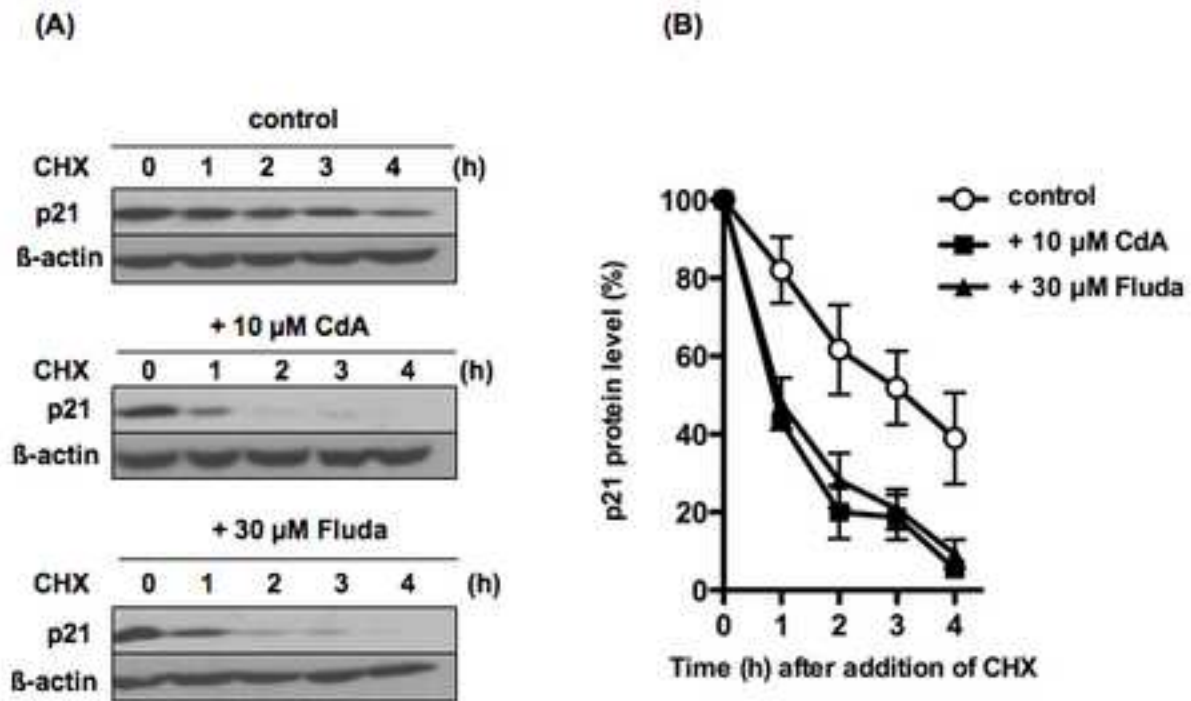 (A)
control
CHX 0 1 2 3 4 (h)
p21
ß-actin
+ 10 µM CdA
CHX 0 1 2 3 4 (h)
p21
ß-actin
+ 30 µM Fluda
CHX 0 1 2 3 4 (h)
p21
ß-actin
(B)
control
+ 10 µM CdA
+ 30 µM Fluda
p21 protein level (%)
100
80
60
40
20
0
0 1 2 3 4
Time (h) after addition of CHX